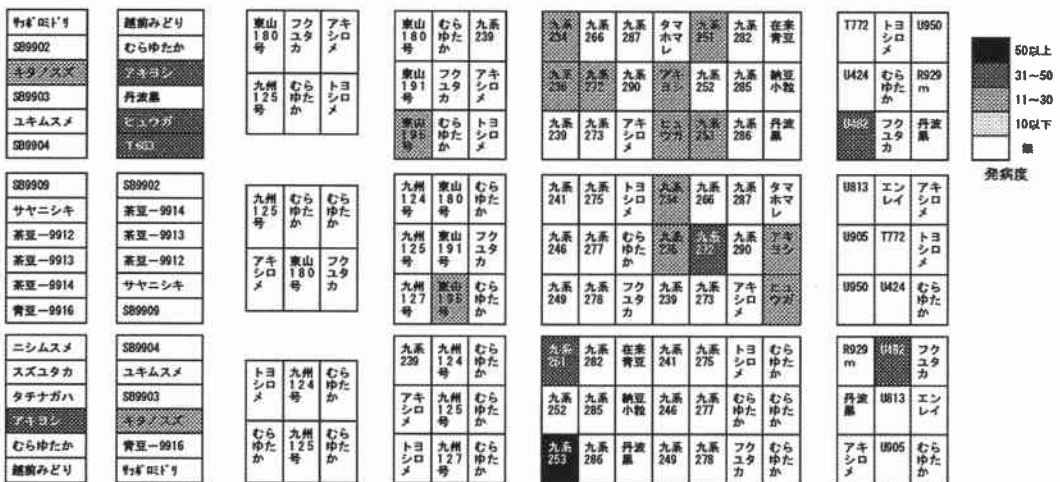 ｻｯﾎﾟﾛﾐﾄﾞﾘ
SB9902
キタノスズ
SB9903
ユキムスメ
SB9904
越前みどり
むらゆたか
アキヨシ
丹波黒
ヒュウガ
T603
東山180号 フクユタカ アキシロメ
九州125号 むらゆたか トヨシロメ
東山180号 むらゆたか 九系239
東山191号 フクユタカ アキシロメ
東山196号 むらゆたか トヨシロメ
九系234 九系266 九系287 タマホマレ 九系251 九系282 在来青豆
九系236 九系272 九系290 アキヨシ 九系252 九系285 納豆小粒
九系239 九系273 アキシロメ ヒュウガ 九系253 九系286 丹波黒
T772 トヨシロメ U950
U424 むらゆたか R929m
U482 フクユタカ 丹波黒
50以上
31〜50
11〜30
10以下
無
発病度
SB9909
サヤニシキ
茶豆－9912
茶豆－9913
茶豆－9914
青豆－9916
SB9902
茶豆－9914
茶豆－9913
茶豆－9912
サヤニシキ
SB9909
九州125号 むらゆたか むらゆたか
アキシロメ 東山180号 フクユタカ
九州124号 東山180号 むらゆたか
九州125号 東山191号 フクユタカ
九州127号 東山196号 むらゆたか
九系241 九系275 トヨシロメ 九系234 九系266 九系287 タマホマレ
九系246 九系277 むらゆたか 九系236 九系272 九系290 アキヨシ
九系249 九系278 フクユタカ 九系239 九系273 アキシロメ ヒュウガ
U813 エンレイ アキシロメ
U905 T772 トヨシロメ
U950 U424 むらゆたか
ニシムスメ
スズユタカ
タチナガハ
アキヨシ
むらゆたか
越前みどり
SB9904
ユキムスメ
SB9903
キタノスズ
青豆－9916
ｻｯﾎﾟﾛﾐﾄﾞﾘ
トヨシロメ 九州124号 むらゆたか
むらゆたか 九州125号 むらゆたか
九系239 九州124号 むらゆたか
アキシロメ 九州125号 むらゆたか
トヨシロメ 九州127号 むらゆたか
九系251 九系282 在来青豆 九系241 九系275 トヨシロメ むらゆたか
九系252 九系285 納豆小粒 九系246 九系277 むらゆたか むらゆたか
九系253 九系286 丹波黒 九系249 九系278 フクユタカ むらゆたか
R929m U482 フクユタカ
丹波黒 U813 エンレイ
アキシロメ U905 むらゆたか